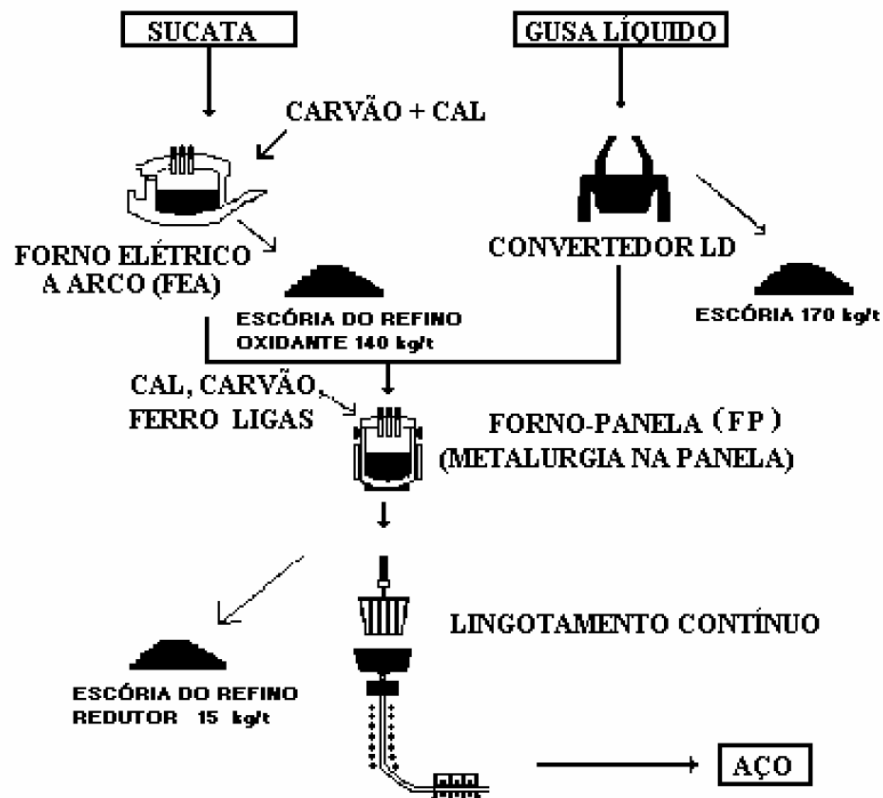 SUCATA
GUSA LÍQUIDO
CARVÃO + CAL
FORNO ELÉTRICO
A ARCO (FEA)
CONVERTEDOR LD
ESCÓRIA DO REFINO
OXIDANTE 140 kg/t
ESCÓRIA 170 kg/t
CAL, CARVÃO,
FERRO LIGAS
FORNO-PANELA (FP)
(METALURGIA NA PANELA)
LINGOTAMENTO CONTÍNUO
ESCÓRIA DO REFINO
REDUTOR 15 kg/t
AÇO